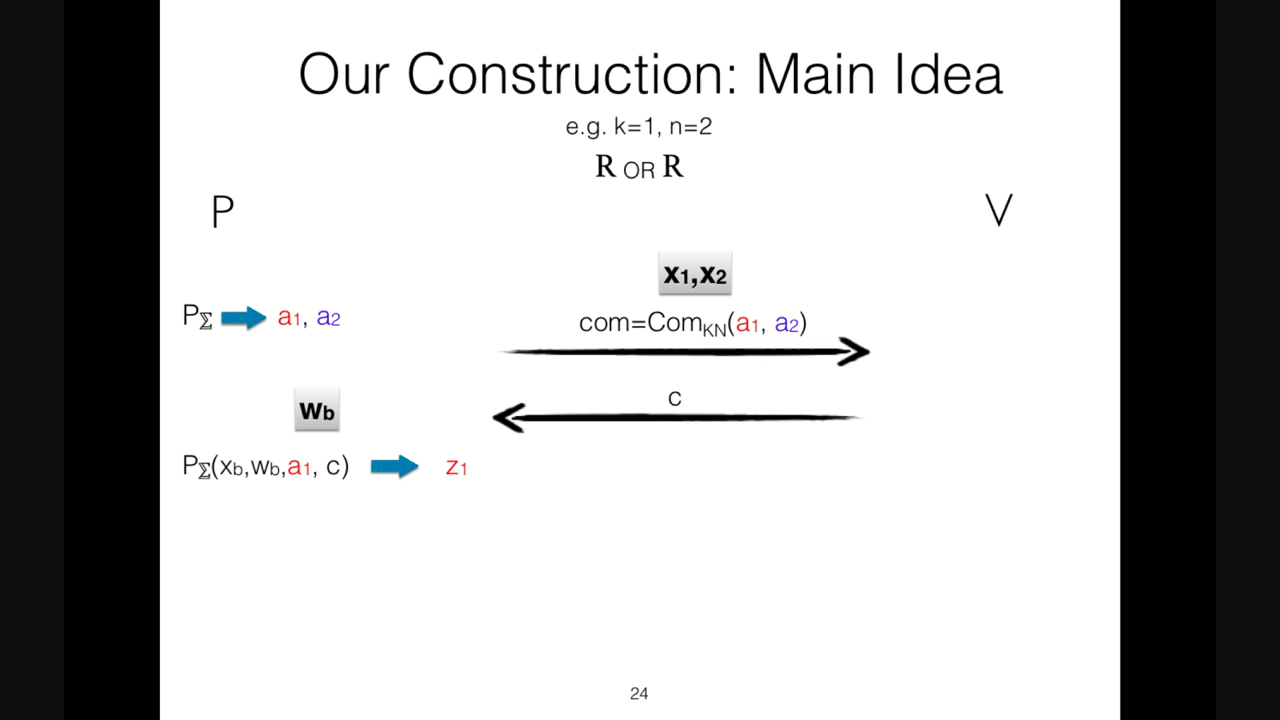 Our Construction: Main Idea
e.g. k=1, n=2
R OR R
P
V
x1,x2
PΣ a1, a2
com=ComKN(a1, a2)
c
wb
PΣ(xb,wb,a1, c) z1
24